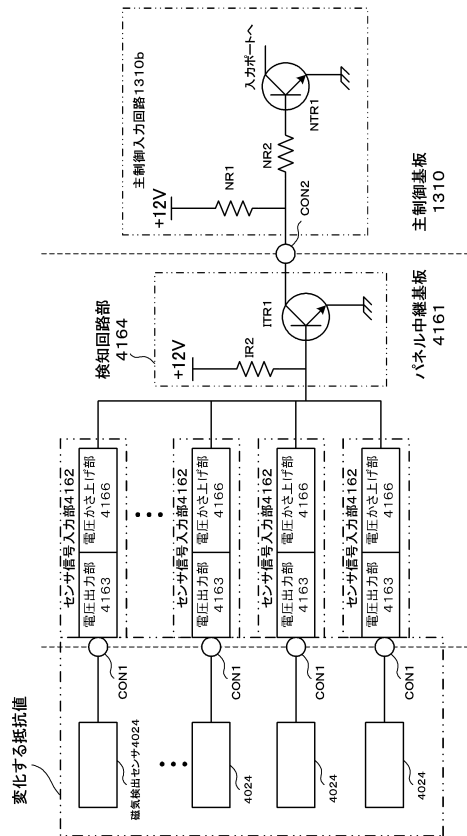 変化する抵抗値
磁気検出センサ4024
4024
4024
4024
CON1
CON1
CON1
CON1
センサ信号入力部4162
電圧出力部
4163
電圧かさ上げ部
4166
センサ信号入力部4162
電圧出力部
4163
電圧かさ上げ部
4166
センサ信号入力部4162
電圧出力部
4163
電圧かさ上げ部
4166
センサ信号入力部4162
電圧出力部
4163
電圧かさ上げ部
4166
検知回路部
4164
+12V
IR2
ITR1
パネル中継基板
4161
CON2
主制御入力回路1310b
+12V
NR1
NR2
NTR1
入力ポートへ
主制御基板
1310